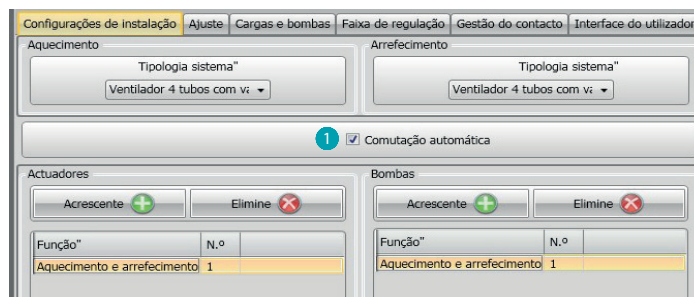 Configurações de instalação Ajuste Cargas e bombas Faixa de regulação Gestão do contacto Interface do utilizador
Aquecimento Arrefecimento
Tipologia sistema" Tipologia sistema"
Ventilador 4 tubos com Ventilador 4 tubos com
1 Comutação automática
Actuadores Bombas
Acrescente Elimine Acrescente Elimine
Função" N.º Função" N.º
Aquecimento e arrefecimento 1 Aquecimento e arrefecimento 1